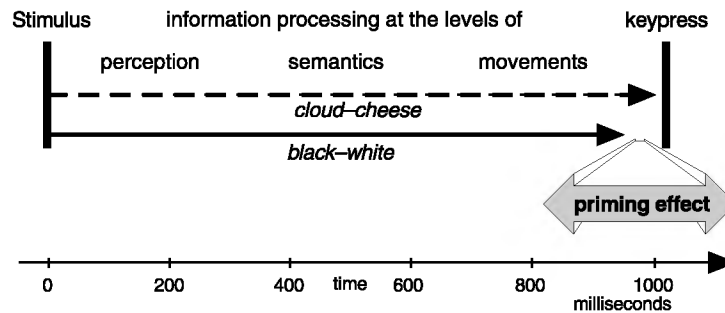 Stimulus information processing at the levels of keypress
perception semantics movements
cloud–cheese
black–white
priming effect
0 200 400 time 600 800 1000
milliseconds